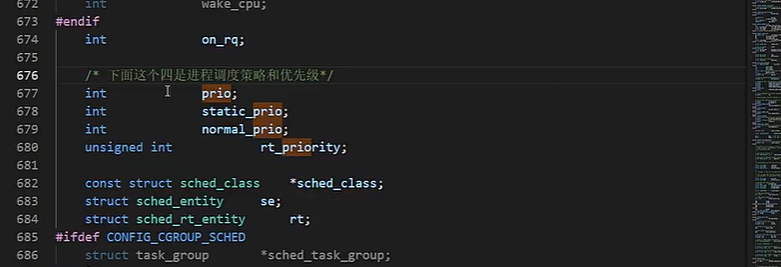 672 int wake_cpu;
673 #endif
674 int on_rq;
675
676 /* 下面这个四是进程调度策略和优先级*/
677 int prio;
678 int static_prio;
679 int normal_prio;
680 unsigned int rt_priority;
681
682 const struct sched_class *sched_class;
683 struct sched_entity se;
684 struct sched_rt_entity rt;
685 #ifdef CONFIG_CGROUP_SCHED
686 struct task_group *sched_task_group;